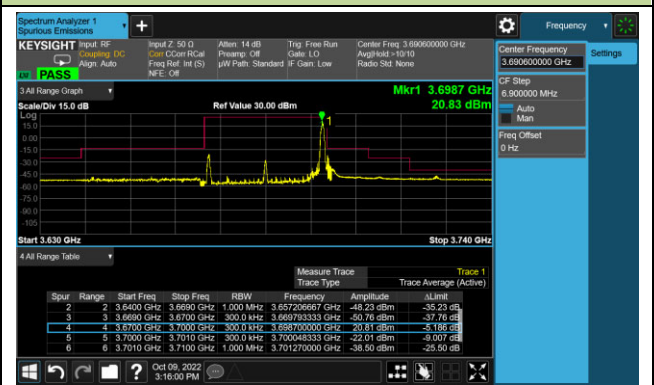 Spectrum Analyzer 1
Spurious Emissions
Frequency
KEYSIGHT Input: RF Input Z: 50 Ω Atten: 14 dB Trig: Free Run Center Freq: 3.690600000 GHz
Coupling: DC Corr CCorr RCal Preamp: Off Gate: LO Avg|Hold:>10/10
Align: Auto Freq Ref: Int (S) µW Path: Standard IF Gain: Low Radio Std: None
NFE: Off
PASS
Center Frequency
3.690600000 GHz
Settings
CF Step
6.900000 MHz
Auto
Man
Freq Offset
0 Hz
3 All Range Graph
Mkr1 3.6987 GHz
Scale/Div 15.0 dB Ref Value 30.00 dBm 20.83 dBm
Log
15.0
0.00
-15.0
-30.0
-45.0
-60.0
-75.0
-90.0
-105
1
Start 3.630 GHz Stop 3.740 GHz
4 All Range Table
Measure Trace Trace 1
Trace Type Trace Average (Active)
Spur Range Start Freq Stop Freq RBW Frequency Amplitude ΔLimit
2 2 3.6400 GHz 3.6690 GHz 1.000 MHz 3.657206667 GHz -48.23 dBm -35.23 dB
3 3 3.6690 GHz 3.6700 GHz 300.0 kHz 3.669793333 GHz -50.76 dBm -37.76 dB
4 4 3.6700 GHz 3.7000 GHz 300.0 kHz 3.698700000 GHz 20.81 dBm -5.186 dB
5 5 3.7000 GHz 3.7010 GHz 300.0 kHz 3.700048333 GHz -22.01 dBm -9.007 dB
6 6 3.7010 GHz 3.7100 GHz 1.000 MHz 3.701270000 GHz -38.50 dBm -25.50 dB
Oct 09, 2022
3:16:00 PM